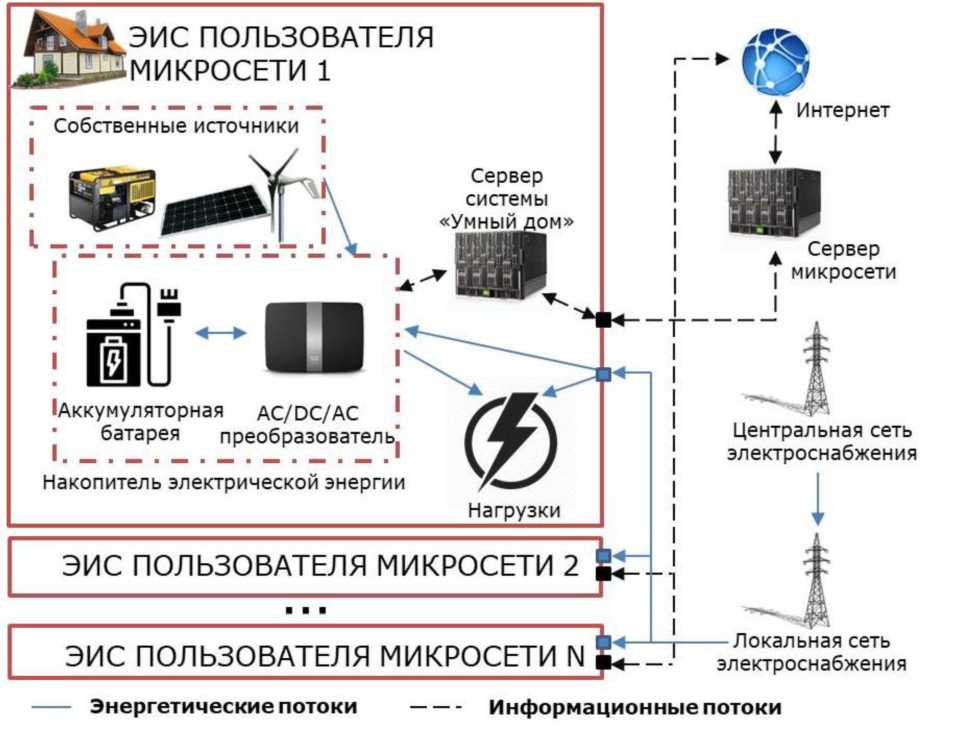 ЭИС ПОЛЬЗОВАТЕЛЯ
МИКРОСЕТИ 1
Собственные источники
Сервер
системы
«Умный дом»
Аккумуляторная
батарея
AC/DC/AC
преобразователь
Накопитель электрической энергии
Нагрузки
Интернет
Сервер
микросети
Центральная сеть
электроснабжения
Локальная сеть
электроснабжения
ЭИС ПОЛЬЗОВАТЕЛЯ МИКРОСЕТИ 2
...
ЭИС ПОЛЬЗОВАТЕЛЯ МИКРОСЕТИ N
Энергетические потоки
Информационные потоки